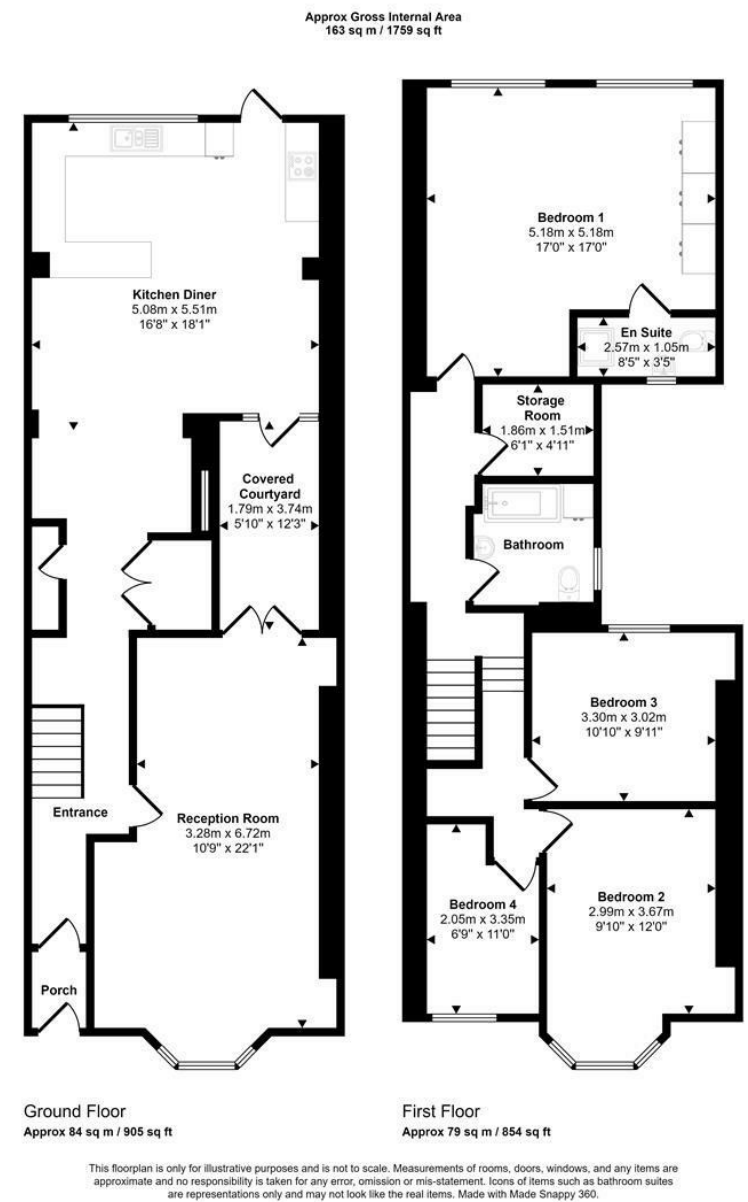 Approx Gross Internal Area
163 sq m / 1759 sq ft
Kitchen Diner
5.08m x 5.51m
16'8" x 18'1"
Covered
Courtyard
1.79m x 3.74m
5'10" x 12'3"
Entrance
Reception Room
3.28m x 6.72m
10'9" x 22'1"
Porch
Ground Floor
Approx 84 sq m / 905 sq ft
Bedroom 1
5.18m x 5.18m
17'0" x 17'0"
En Suite
2.57m x 1.05m
8'5" x 3'5"
Storage
Room
1.86m x 1.51m
6'1" x 4'11"
Bathroom
Bedroom 3
3.30m x 3.02m
10'10" x 9'11"
Bedroom 4
2.05m x 3.35m
6'9" x 11'0"
Bedroom 2
2.99m x 3.67m
9'10" x 12'0"
First Floor
Approx 79 sq m / 854 sq ft
This floorplan is only for illustrative purposes and is not to scale. Measurements of rooms, doors, windows, and any items are
approximate and no responsibility is taken for any error, omission or mis-statement. Icons of items such as bathroom suites
are representations only and may not look like the real items. Made with Made Snappy 360.